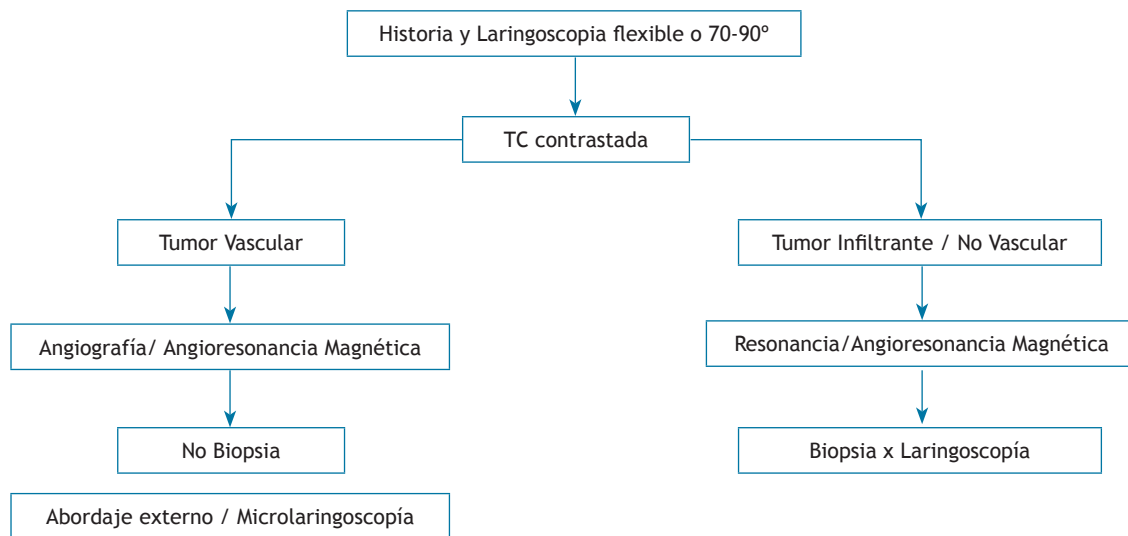 Historia y Laringoscopia flexible o 70-90º
TC contrastada
Tumor Vascular
Tumor Infiltrante / No Vascular
Angiografía/ Angioresonancia Magnética
Resonancia/Angioresonancia Magnética
No Biopsia
Biopsia x Laringoscopía
Abordaje externo / Microlaringoscopía